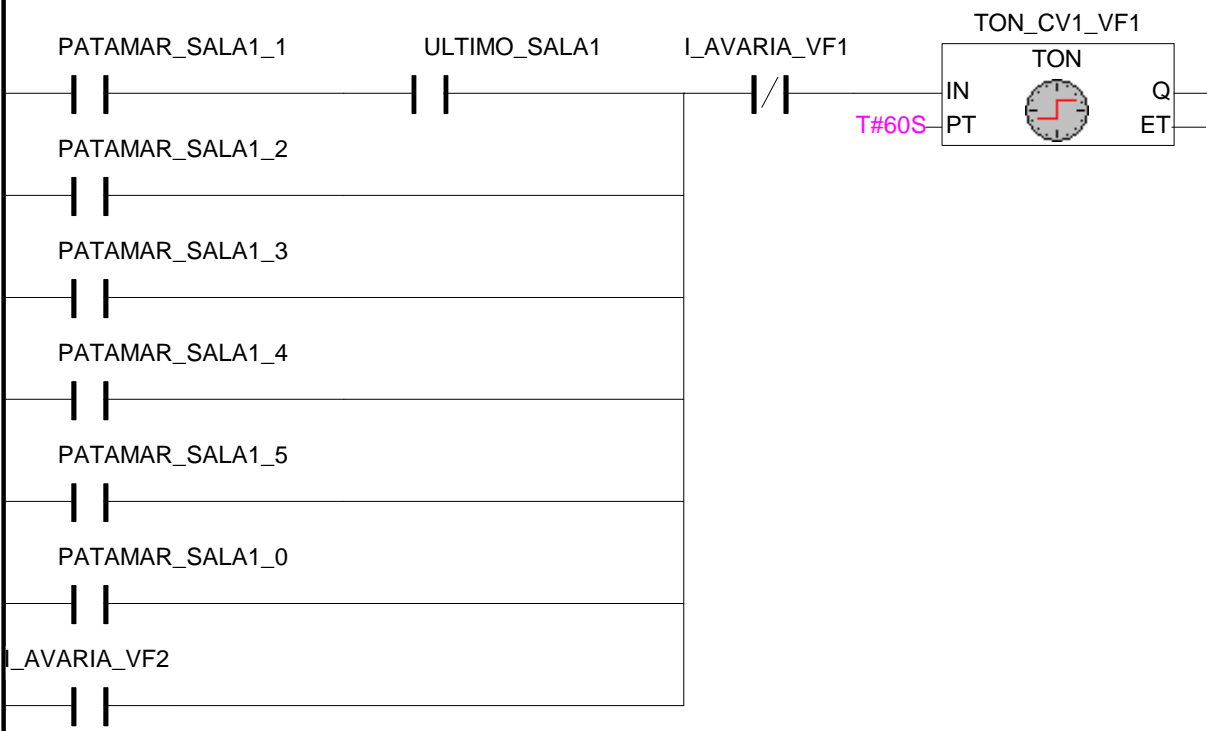 TON_CV1_VF1
PATAMAR_SALA1_1 ULTIMO_SALA1 I_AVARIA_VF1
TON
IN Q
T#60S PT ET
PATAMAR_SALA1_2
PATAMAR_SALA1_3
PATAMAR_SALA1_4
PATAMAR_SALA1_5
PATAMAR_SALA1_0
I_AVARIA_VF2